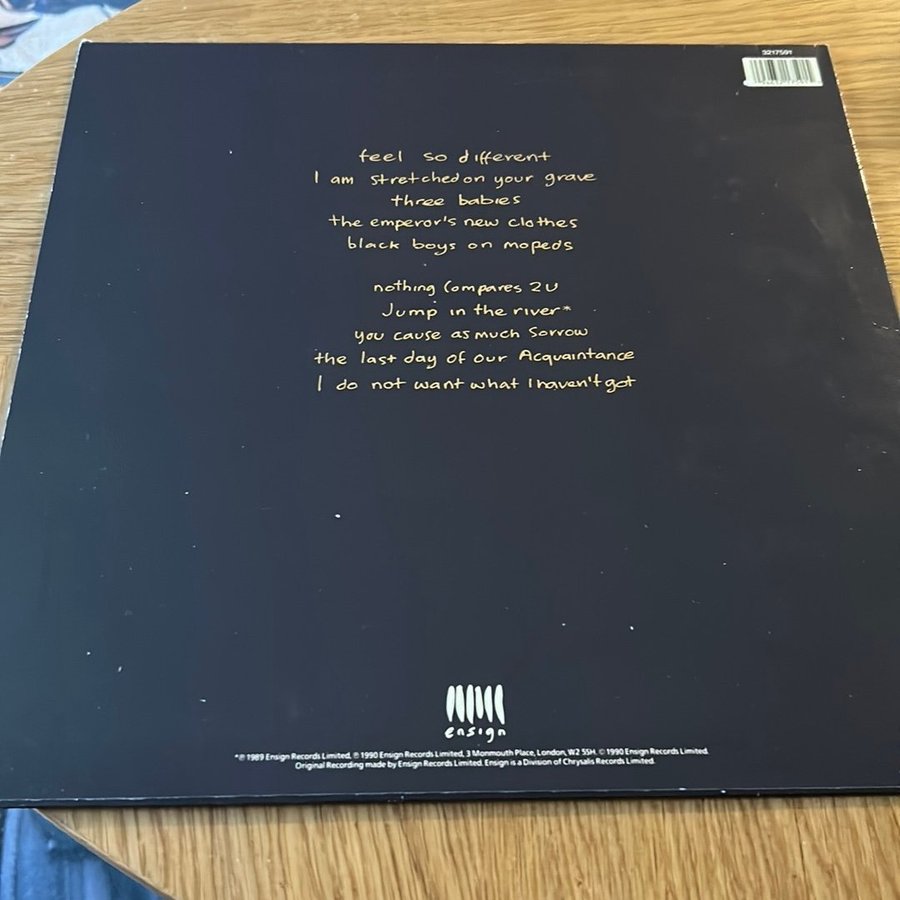 3217591
feel so different
I am stretched on your grave
three babies
the emperor's new clothes
black boys on mopeds
nothing Compares 2U
Jump in the river*
you cause as much Sorrow
the last day of our Acquaintance
I do not want what I haven't got
ensign
*℗ 1989 Ensign Records Limited, ℗ 1990 Ensign Records Limited, 3 Monmouth Place, London, W2 5SH. © 1990 Ensign Records Limited.
Original Recording made by Ensign Records Limited. Ensign is a Division of Chrysalis Records Limited.